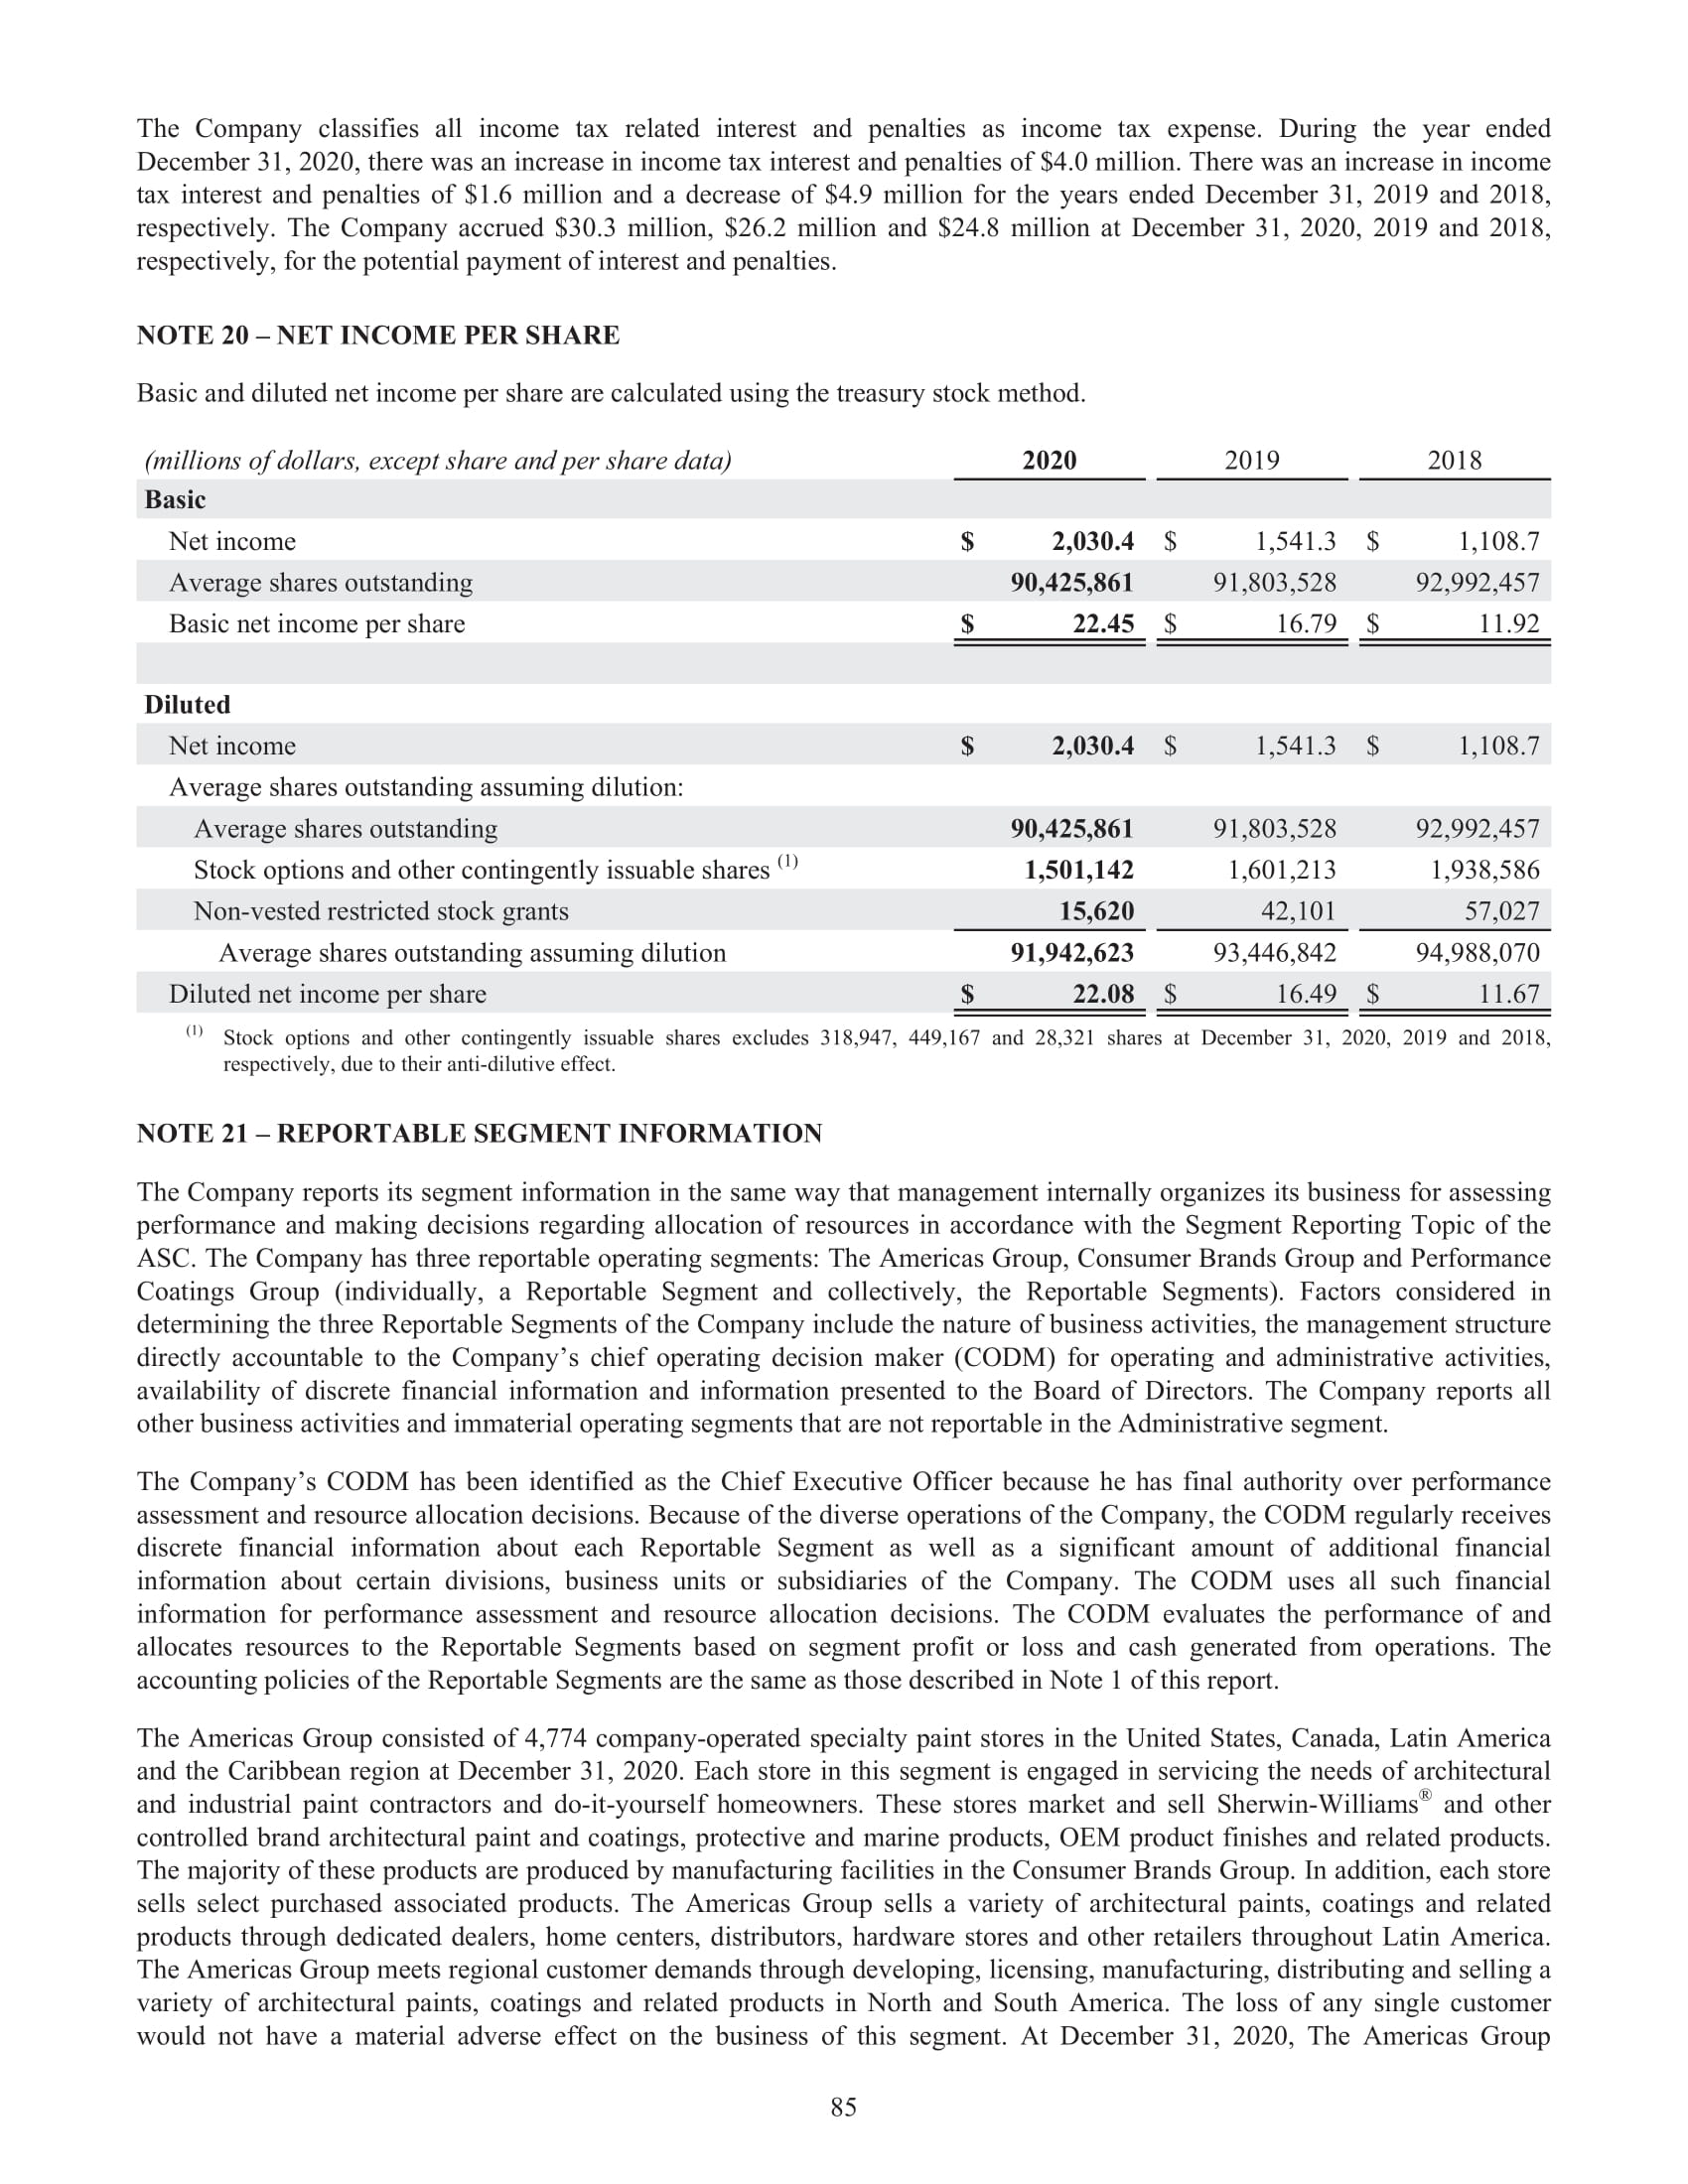 The Company classifies all income tax related interest and penalties as income tax expense. During the year ended
December 31, 2020, there was an increase in income tax interest and penalties of $4.0 million. There was an increase in income
tax interest and penalties of $1.6 million and a decrease of $4.9 million for the years ended December 31, 2019 and 2018,
respectively. The Company accrued $30.3 million, $26.2 million and $24.8 million at December 31, 2020, 2019 and 2018,
respectively, for the potential payment of interest and penalties.
NOTE 20 – NET INCOME PER SHARE
Basic and diluted net income per share are calculated using the treasury stock method.
(millions of dollars, except share and per share data) 2020 2019 2018
Basic
Net income $ 2,030.4 $ 1,541.3 $ 1,108.7
Average shares outstanding 90,425,861 91,803,528 92,992,457
Basic net income per share $ 22.45 $ 16.79 $ 11.92
Diluted
Net income $ 2,030.4 $ 1,541.3 $ 1,108.7
Average shares outstanding assuming dilution:
Average shares outstanding 90,425,861 91,803,528 92,992,457
Stock options and other contingently issuable shares (1) 1,501,142 1,601,213 1,938,586
Non-vested restricted stock grants 15,620 42,101 57,027
Average shares outstanding assuming dilution 91,942,623 93,446,842 94,988,070
Diluted net income per share $ 22.08 $ 16.49 $ 11.67
(1) Stock options and other contingently issuable shares excludes 318,947, 449,167 and 28,321 shares at December 31, 2020, 2019 and 2018,
respectively, due to their anti-dilutive effect.
NOTE 21 – REPORTABLE SEGMENT INFORMATION
The Company reports its segment information in the same way that management internally organizes its business for assessing
performance and making decisions regarding allocation of resources in accordance with the Segment Reporting Topic of the
ASC. The Company has three reportable operating segments: The Americas Group, Consumer Brands Group and Performance
Coatings Group (individually, a Reportable Segment and collectively, the Reportable Segments). Factors considered in
determining the three Reportable Segments of the Company include the nature of business activities, the management structure
directly accountable to the Company’s chief operating decision maker (CODM) for operating and administrative activities,
availability of discrete financial information and information presented to the Board of Directors. The Company reports all
other business activities and immaterial operating segments that are not reportable in the Administrative segment.
The Company’s CODM has been identified as the Chief Executive Officer because he has final authority over performance
assessment and resource allocation decisions. Because of the diverse operations of the Company, the CODM regularly receives
discrete financial information about each Reportable Segment as well as a significant amount of additional financial
information about certain divisions, business units or subsidiaries of the Company. The CODM uses all such financial
information for performance assessment and resource allocation decisions. The CODM evaluates the performance of and
allocates resources to the Reportable Segments based on segment profit or loss and cash generated from operations. The
accounting policies of the Reportable Segments are the same as those described in Note 1 of this report.
The Americas Group consisted of 4,774 company-operated specialty paint stores in the United States, Canada, Latin America
and the Caribbean region at December 31, 2020. Each store in this segment is engaged in servicing the needs of architectural
and industrial paint contractors and do-it-yourself homeowners. These stores market and sell Sherwin-Williams® and other
controlled brand architectural paint and coatings, protective and marine products, OEM product finishes and related products.
The majority of these products are produced by manufacturing facilities in the Consumer Brands Group. In addition, each store
sells select purchased associated products. The Americas Group sells a variety of architectural paints, coatings and related
products through dedicated dealers, home centers, distributors, hardware stores and other retailers throughout Latin America.
The Americas Group meets regional customer demands through developing, licensing, manufacturing, distributing and selling a
variety of architectural paints, coatings and related products in North and South America. The loss of any single customer
would not have a material adverse effect on the business of this segment. At December 31, 2020, The Americas Group
85